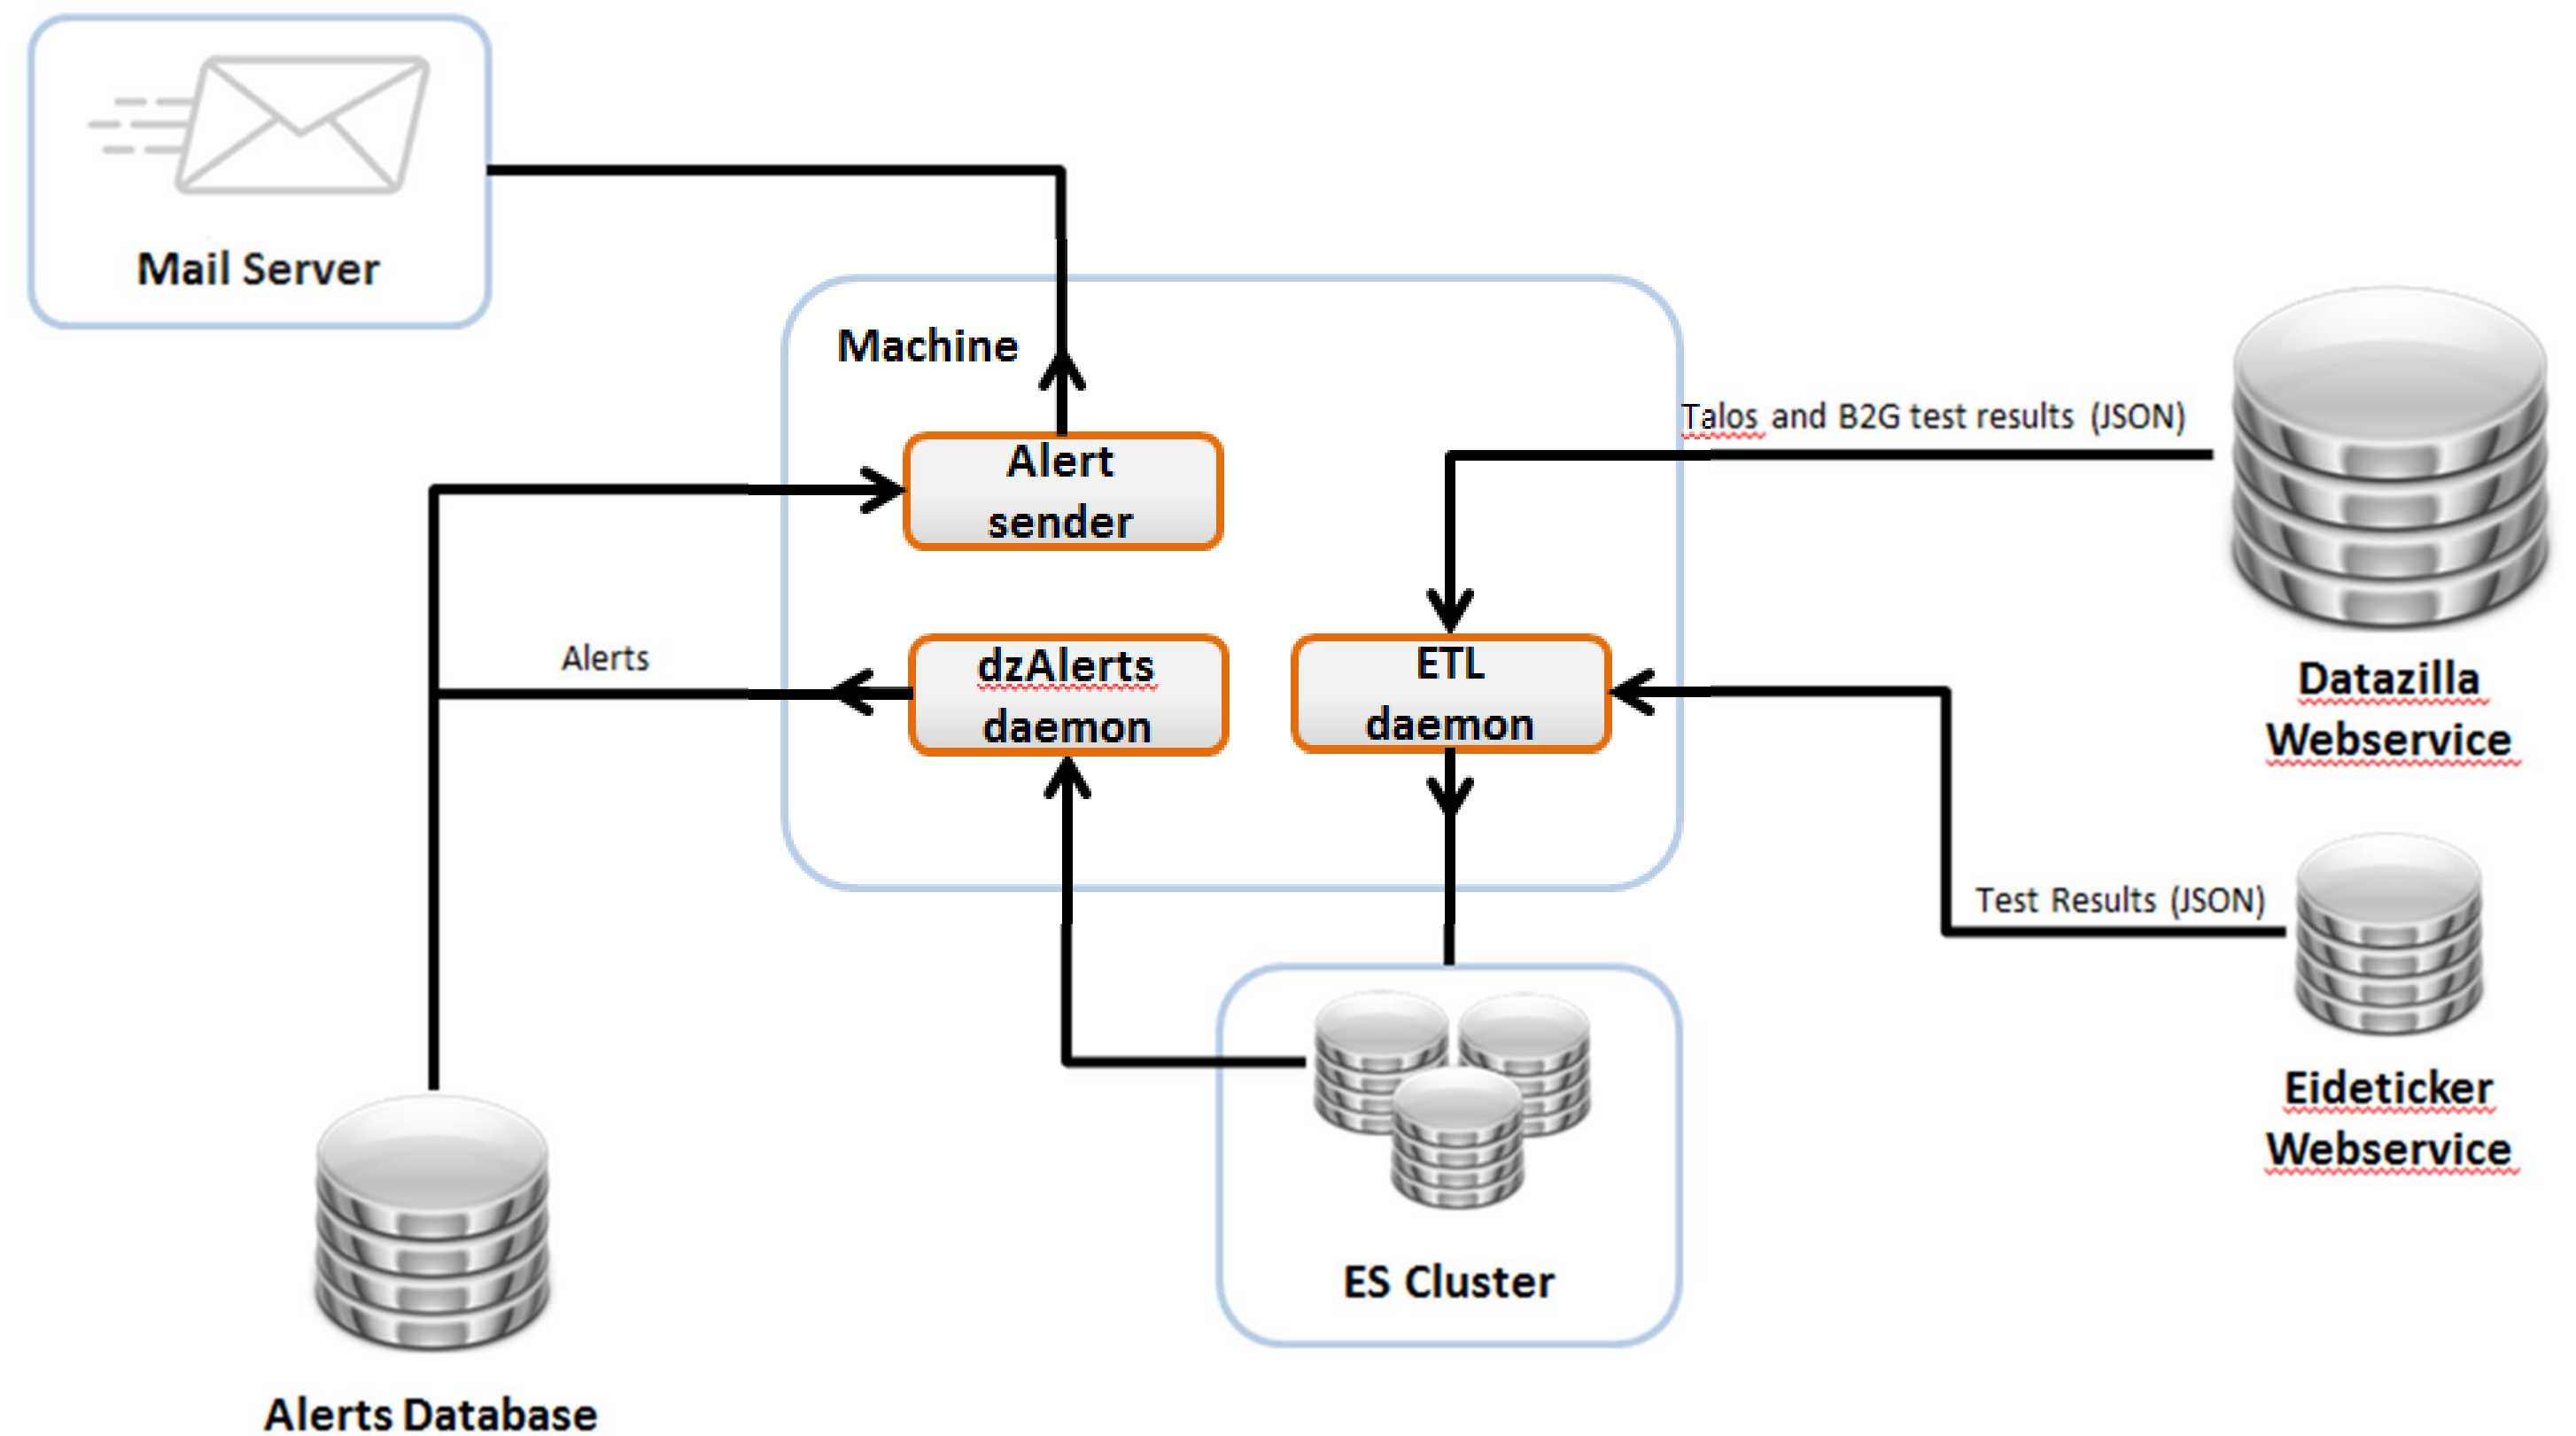 Mail Server
Machine
Alert
sender
Talos and B2G test results (JSON)
Alerts
dzAlerts
daemon
ETL
daemon
Datazilla
Webservice
Test Results (JSON)
Eideticker
Webservice
ES Cluster
Alerts Database